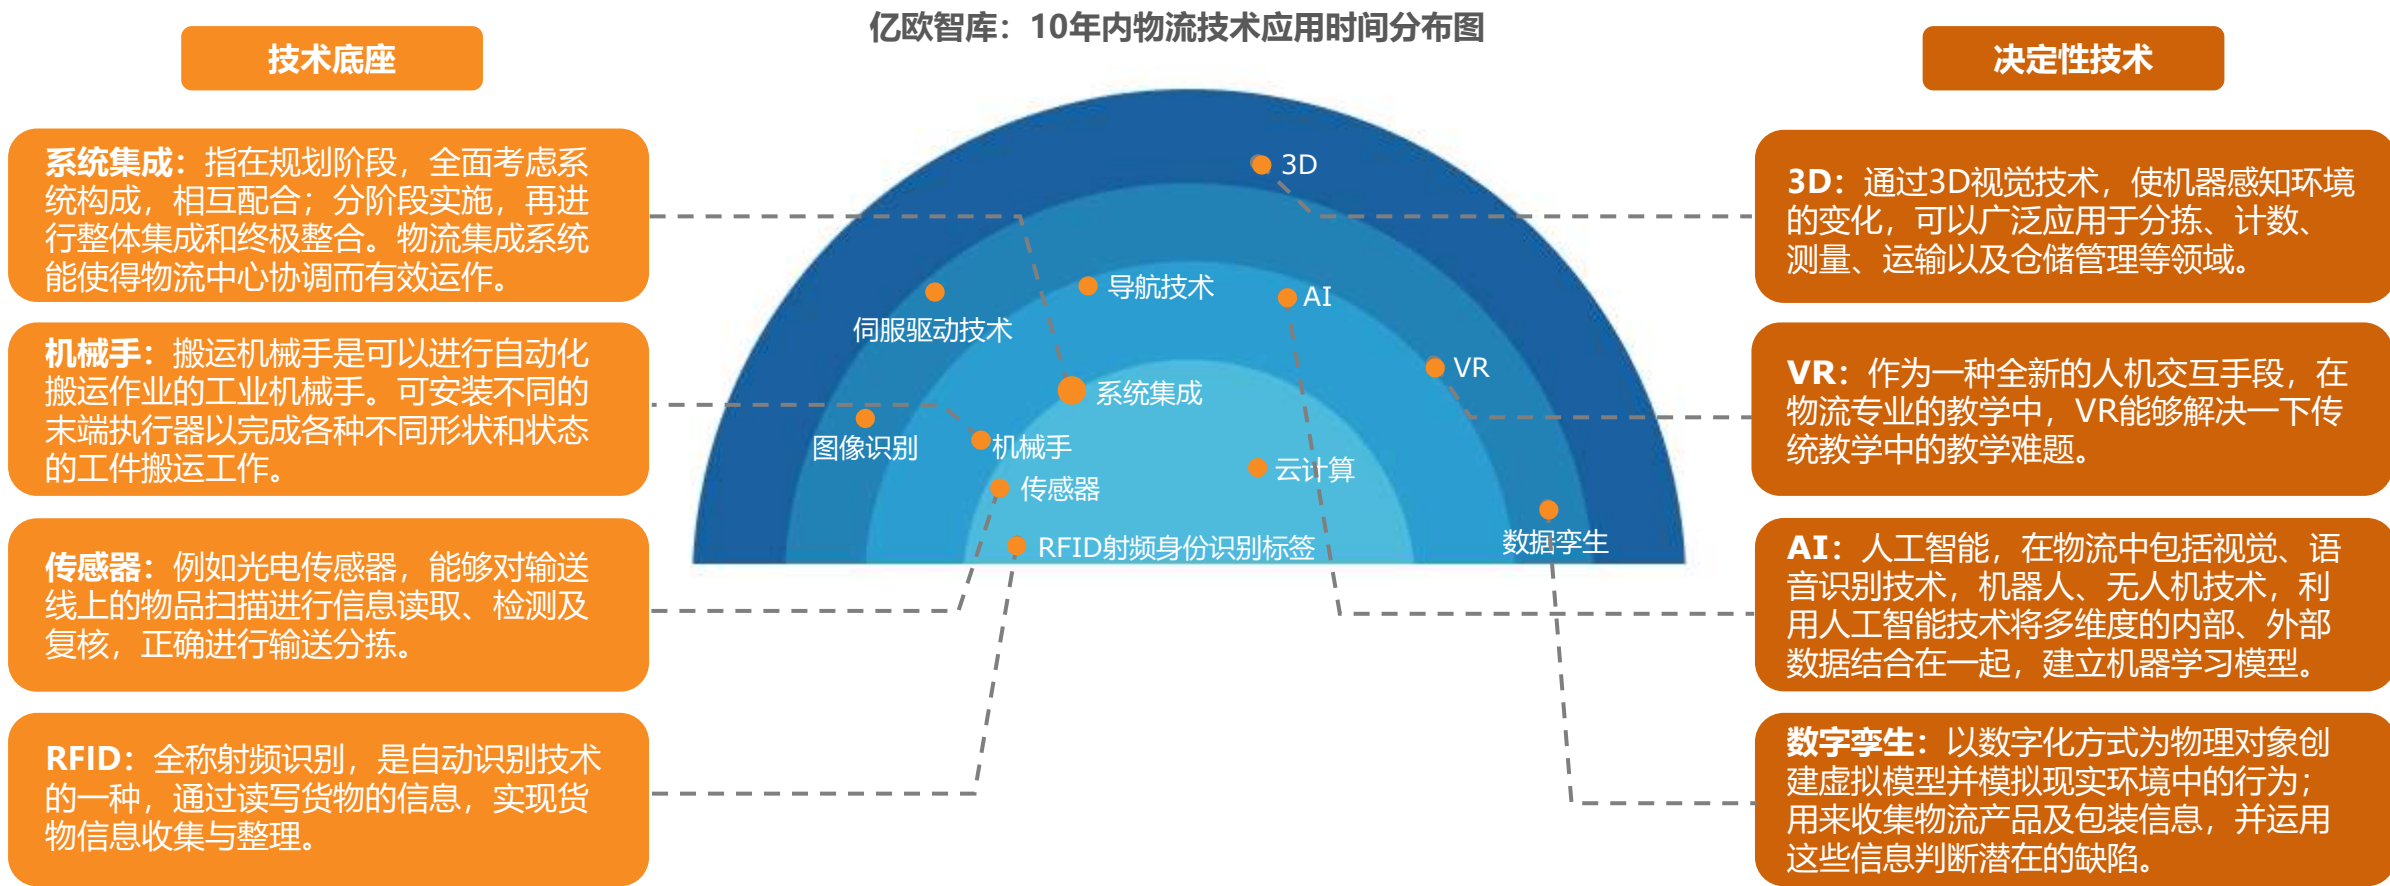 亿欧智库：10年内物流技术应用时间分布图
技术底座
系统集成：指在规划阶段，全面考虑系
统构成，相互配合；分阶段实施，再进
行整体集成和终极整合。物流集成系统
能使得物流中心协调而有效运作。
机械手：搬运机械手是可以进行自动化
搬运作业的工业机械手。可安装不同的
末端执行器以完成各种不同形状和状态
的工件搬运工作。
传感器：例如光电传感器，能够对输送
线上的物品扫描进行信息读取、检测及
复核，正确进行输送分拣。
RFID：全称射频识别，是自动识别技术
的一种，通过读写货物的信息，实现货
物信息收集与整理。
3D
导航技术
AI
伺服驱动技术
VR
系统集成
图像识别
机械手
云计算
传感器
RFID射频身份识别标签
数据孪生
决定性技术
3D：通过3D视觉技术，使机器感知环境
的变化，可以广泛应用于分拣、计数、
测量、运输以及仓储管理等领域。
VR：作为一种全新的人机交互手段，在
物流专业的教学中，VR能够解决一下传
统教学中的教学难题。
AI：人工智能，在物流中包括视觉、语
音识别技术，机器人、无人机技术，利
用人工智能技术将多维度的内部、外部
数据结合在一起，建立机器学习模型。
数字孪生：以数字化方式为物理对象创
建虚拟模型并模拟现实环境中的行为；
用来收集物流产品及包装信息，并运用
这些信息判断潜在的缺陷。